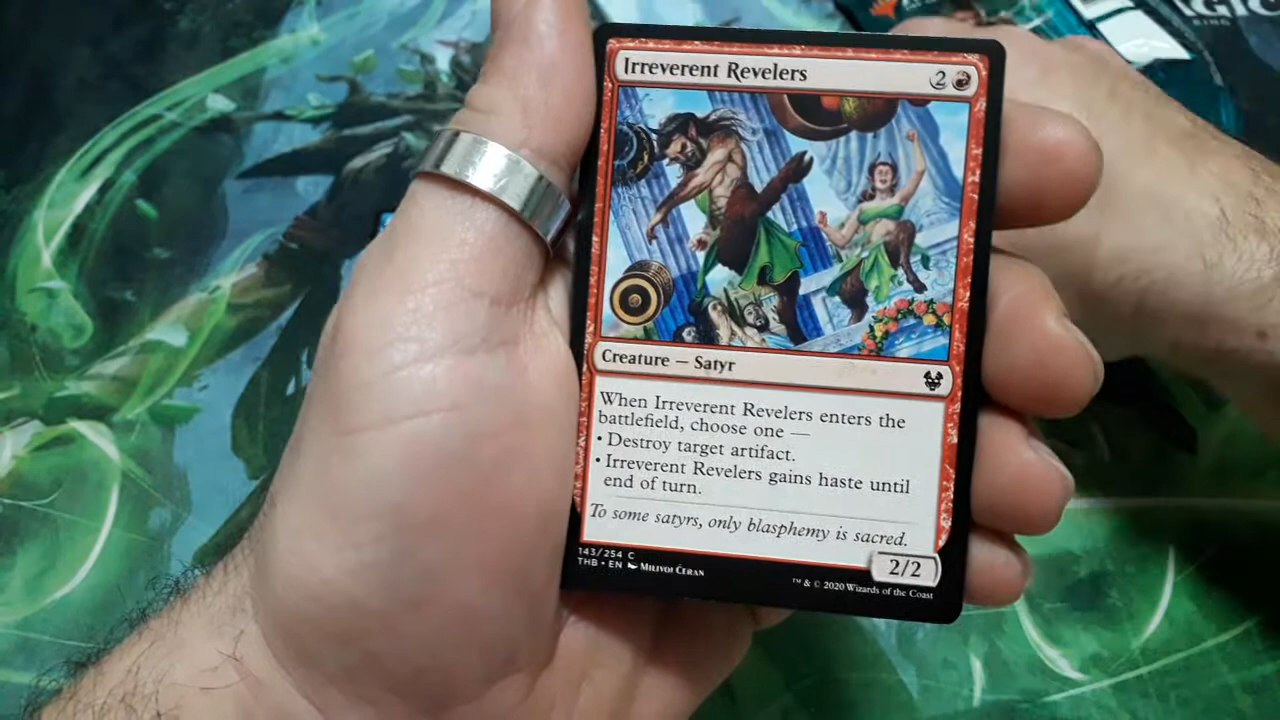 Irreverent Revelers 2
Creature — Satyr
When Irreverent Revelers enters the
battlefield, choose one —
• Destroy target artifact.
• Irreverent Revelers gains haste until
end of turn.
To some satyrs, only blasphemy is sacred.
2/2
143/254 C
THB • EN Milivoj Ćeran
™ & © 2020 Wizards of the Coast